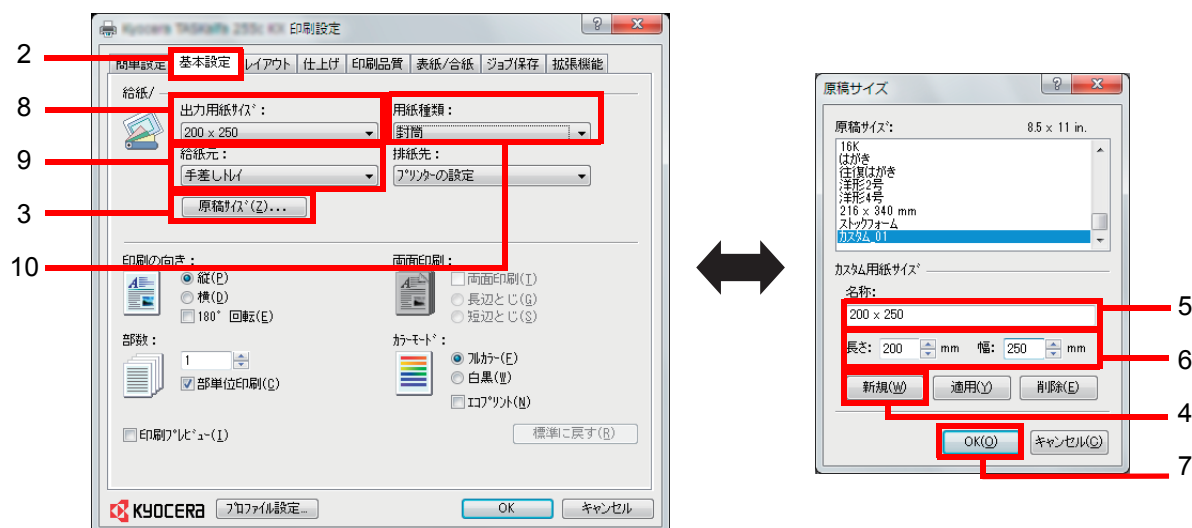 Kyocera TASKalfa 255c KX 印刷設定
2
簡単設定 基本設定 レイアウト 仕上げ 印刷品質 表紙/合紙 ジョブ保存 拡張機能
給紙/
8
出力用紙ｻｲｽﾞ:
200 x 250
用紙種類:
封筒
9
給紙元:
手差しﾄﾚｲ
排紙先:
ﾌﾟﾘﾝﾀｰの設定
3
原稿ｻｲｽﾞ(Z)...
10
印刷の向き:
縦(P)
横(D)
180° 回転(E)
両面印刷:
両面印刷(I)
長辺とじ(G)
短辺とじ(S)
部数:
1
部単位印刷(C)
ｶﾗｰﾓｰﾄﾞ:
ﾌﾙｶﾗｰ(F)
白黒(W)
ｴｺﾌﾟﾘﾝﾄ(N)
印刷ﾌﾟﾚﾋﾞｭｰ(I)
標準に戻す(R)
KYOCERA
ﾌﾟﾛﾌｧｲﾙ設定...
OK
キャンセル
原稿サイズ
原稿ｻｲｽﾞ:
8.5 x 11 in.
16K
はがき
往復はがき
洋形2号
洋形4号
216 x 340 mm
ｽﾄｯｸﾌｫｰﾑ
ｶｽﾀﾑ_01
ｶｽﾀﾑ用紙ｻｲｽﾞ
名称:
200 x 250
5
長さ: 200 mm 幅: 250 mm
6
新規(W) 適用(Y) 削除(E)
4
OK(O) ｷｬﾝｾﾙ(C)
7